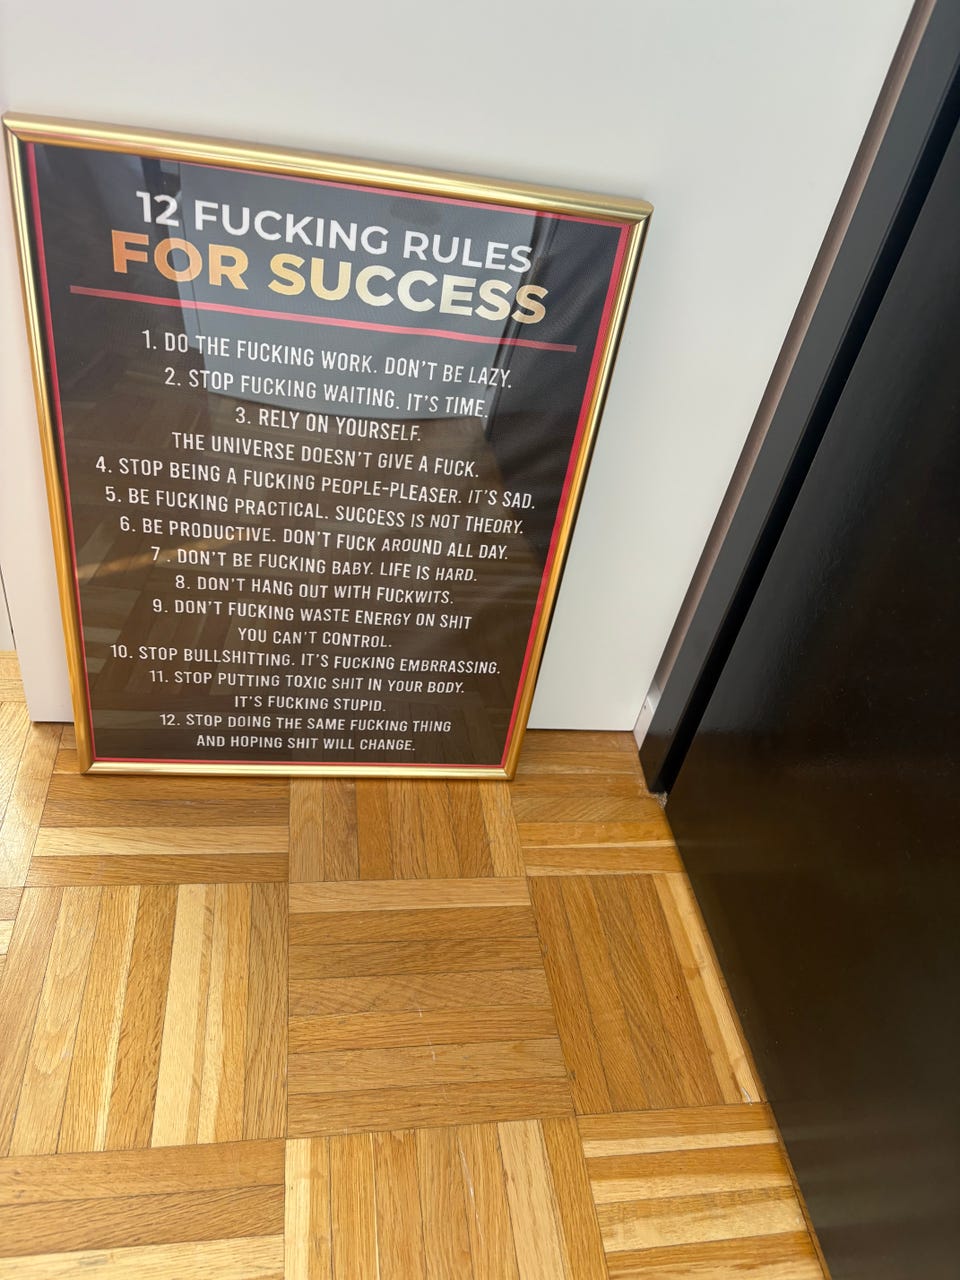 12 FUCKING RULES
FOR SUCCESS
1. DO THE FUCKING WORK. DON'T BE LAZY.
2. STOP FUCKING WAITING. IT'S TIME.
3. RELY ON YOURSELF.
THE UNIVERSE DOESN'T GIVE A FUCK.
4. STOP BEING A FUCKING PEOPLE-PLEASER. IT'S SAD.
5. BE FUCKING PRACTICAL. SUCCESS IS NOT THEORY.
6. BE PRODUCTIVE. DON'T FUCK AROUND ALL DAY.
7 . DON'T BE FUCKING BABY. LIFE IS HARD.
8. DON'T HANG OUT WITH FUCKWITS.
9. DON'T FUCKING WASTE ENERGY ON SHIT
YOU CAN'T CONTROL.
10. STOP BULLSHITTING. IT'S FUCKING EMBRRASSING.
11. STOP PUTTING TOXIC SHIT IN YOUR BODY.
IT'S FUCKING STUPID.
12. STOP DOING THE SAME FUCKING THING
AND HOPING SHIT WILL CHANGE.